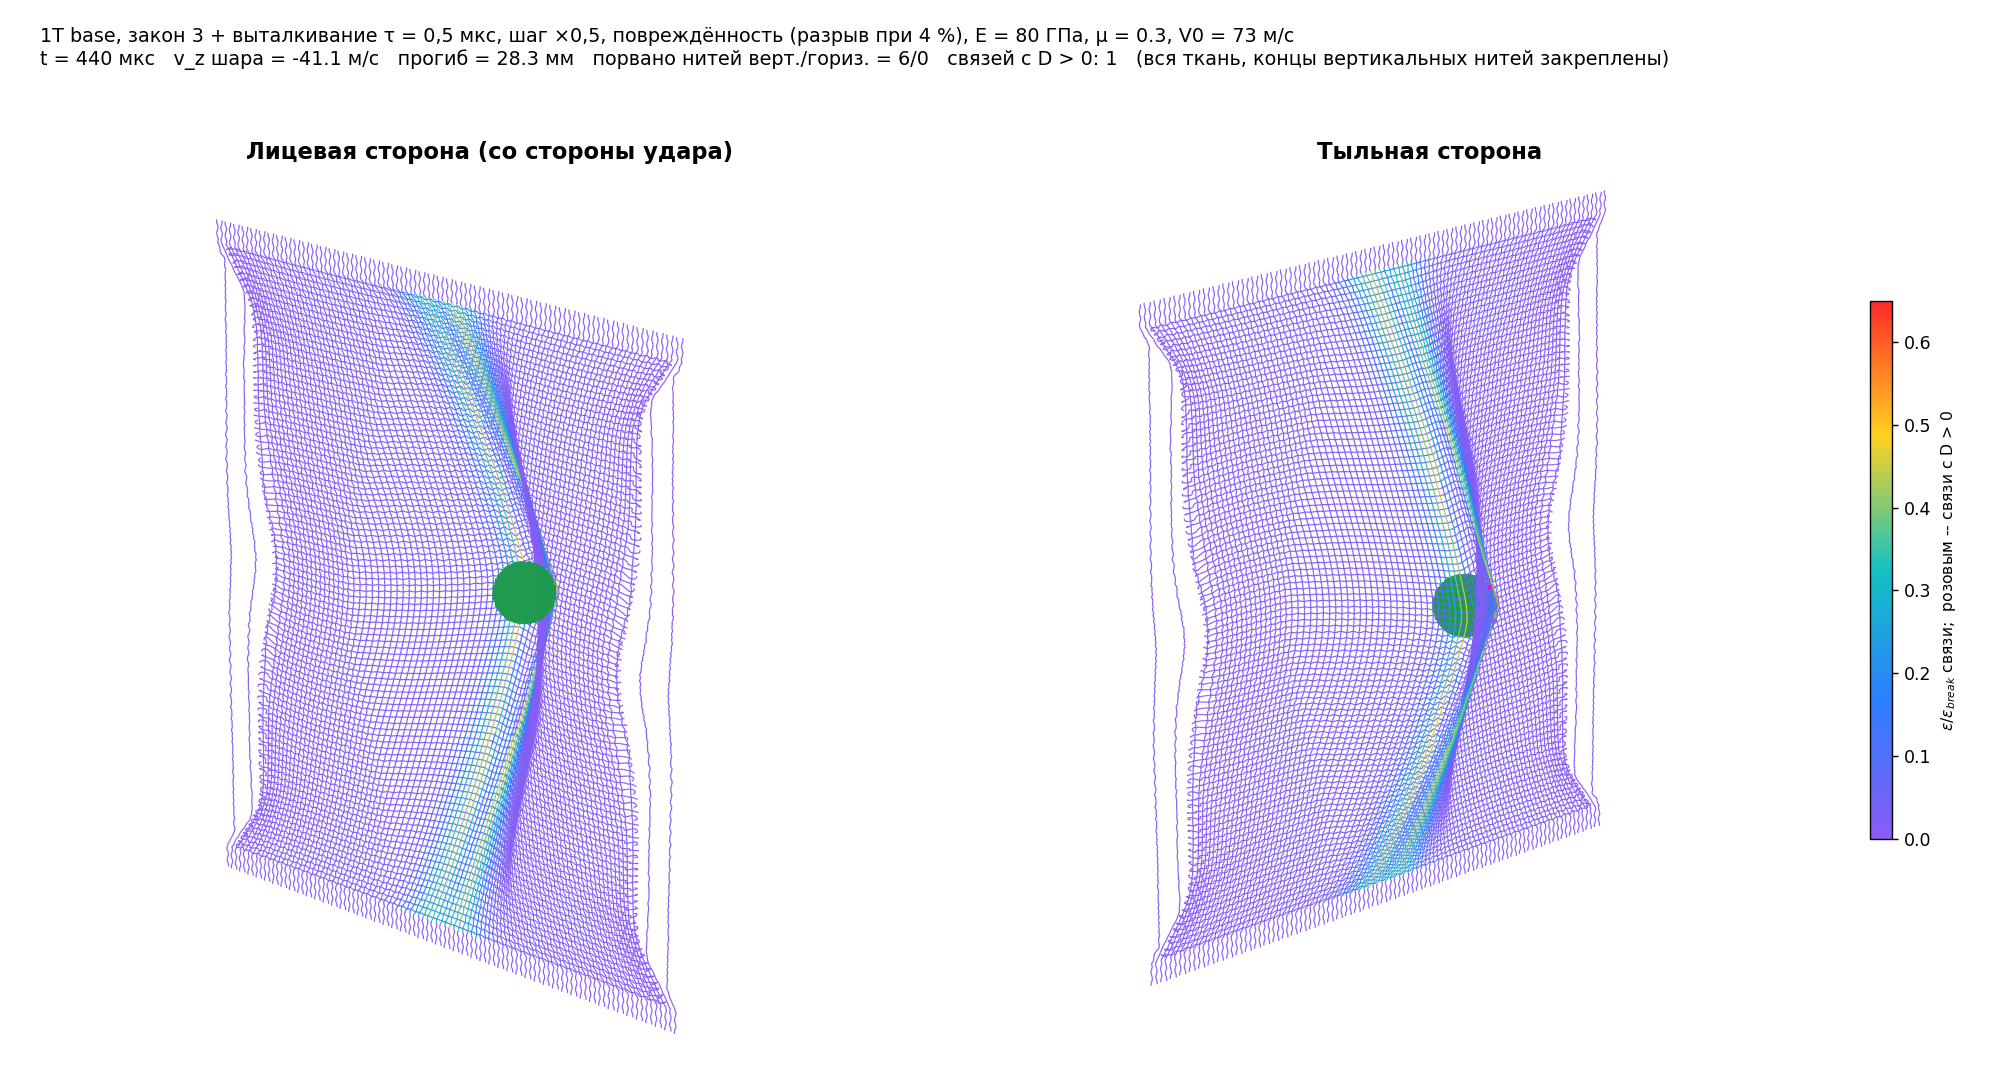 1T base, закон 3 + выталкивание τ = 0,5 мкс, шаг ×0,5, повреждённость (разрыв при 4 %), E = 80 ГПа, μ = 0.3, V0 = 73 м/с
t = 440 мкс   v_z шара = -41.1 м/с   прогиб = 28.3 мм   порвано нитей верт./гориз. = 6/0   связей с D > 0: 1   (вся ткань, концы вертикальных нитей закреплены)
Лицевая сторона (со стороны удара)
Тыльная сторона
0.6
0.5
0.4
0.3
0.2
0.1
0.0
ε/ε_break связи;  розовым -- связи с D > 0